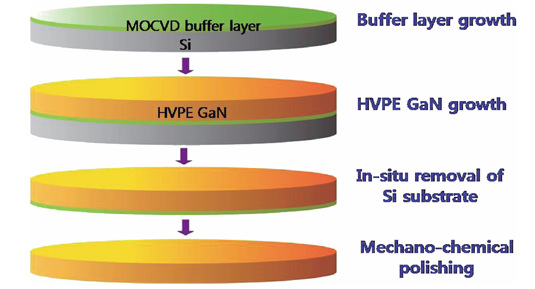 MOCVD buffer layer
Si
Buffer layer growth
HVPE GaN
HVPE GaN growth
In-situ removal of
Si substrate
Mechano-chemical
polishing